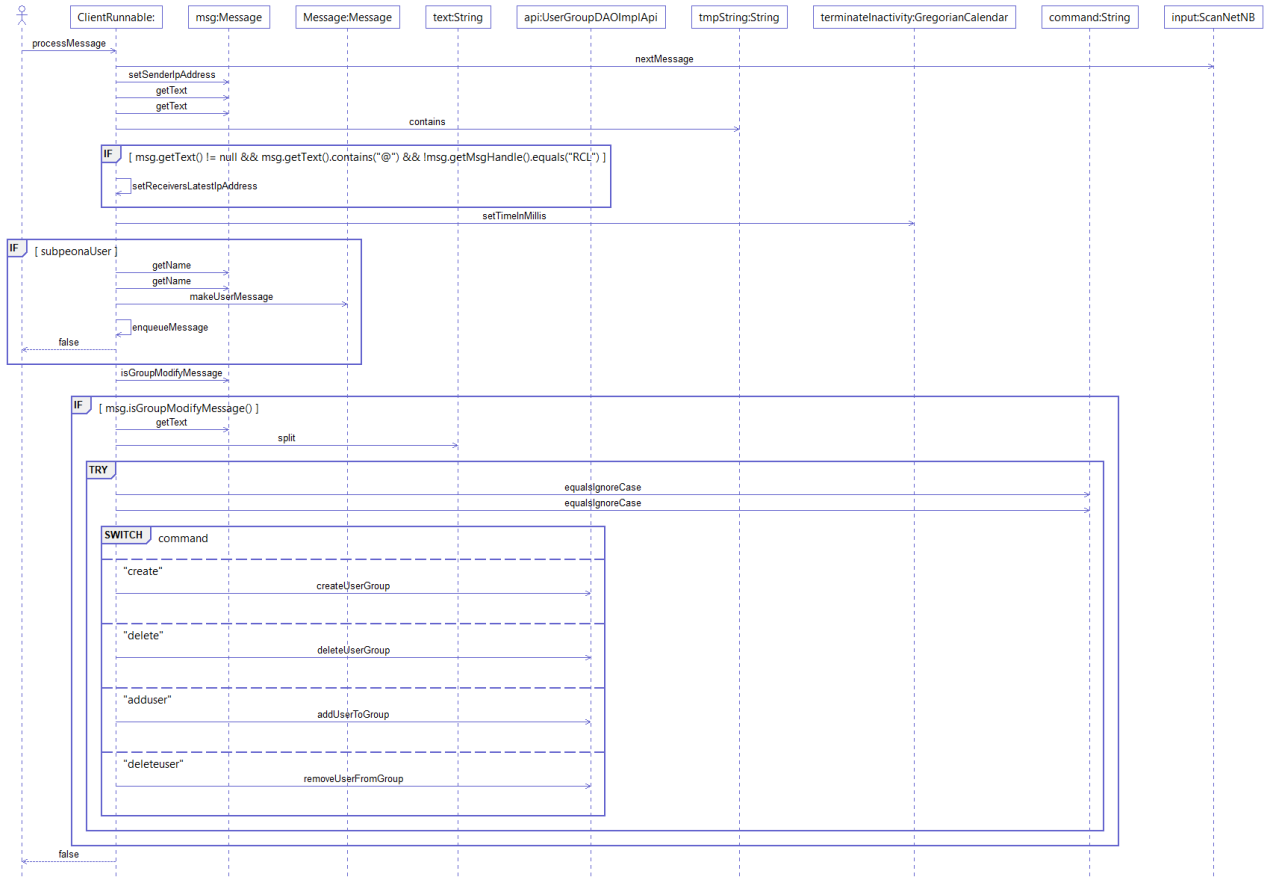 ClientRunnable: msg:Message Message:Message text:String api:UserGroupDAOImplApi tmpString:String terminateInactivity:GregorianCalendar command:String input:ScanNetNB
processMessage
nextMessage
setSenderIpAddress
getText
getText
contains
IF [ msg.getText() != null && msg.getText().contains("@") && !msg.getMsgHandle().equals("RCL") ]
setReceiversLatestIpAddress
setTimeInMillis
IF [ subpeonaUser ]
getName
getName
makeUserMessage
enqueueMessage
false
isGroupModifyMessage
IF [ msg.isGroupModifyMessage() ]
getText
split
TRY
equalsIgnoreCase
equalsIgnoreCase
SWITCH command
"create"
createUserGroup
"delete"
deleteUserGroup
"adduser"
addUserToGroup
"deleteuser"
removeUserFromGroup
false